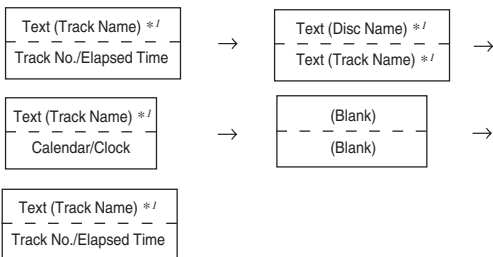 Text (Track Name) *1
Track No./Elapsed Time
→
Text (Disc Name) *1
Text (Track Name) *1
→
Text (Track Name) *1
Calendar/Clock
→
(Blank)
(Blank)
→
Text (Track Name) *1
Track No./Elapsed Time